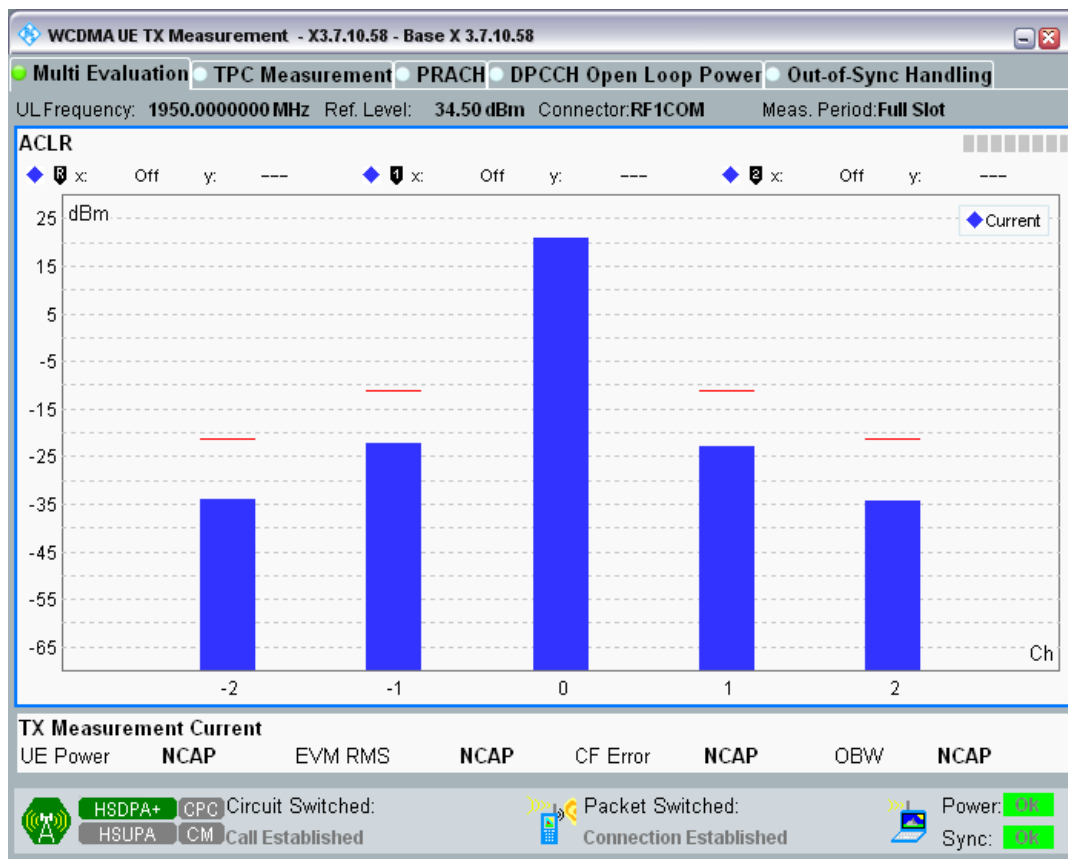 WCDMA UE TX Measurement - X3.7.10.58 - Base X 3.7.10.58
Multi Evaluation TPC Measurement PRACH DPCCH Open Loop Power Out-of-Sync Handling
UL Frequency: 1950.0000000 MHz Ref. Level: 34.50 dBm Connector:RF1COM Meas. Period:Full Slot
ACLR
R x: Off y: --- 1 x: Off y: --- 2 x: Off y: ---
dBm
Current
25
15
5
-5
-15
-25
-35
-45
-55
-65
Ch
-2 -1 0 1 2
TX Measurement Current
UE Power NCAP EVM RMS NCAP CF Error NCAP OBW NCAP
HSDPA+ CPC Circuit Switched: Packet Switched: Power: OK
HSUPA CM Call Established Connection Established Sync: OK